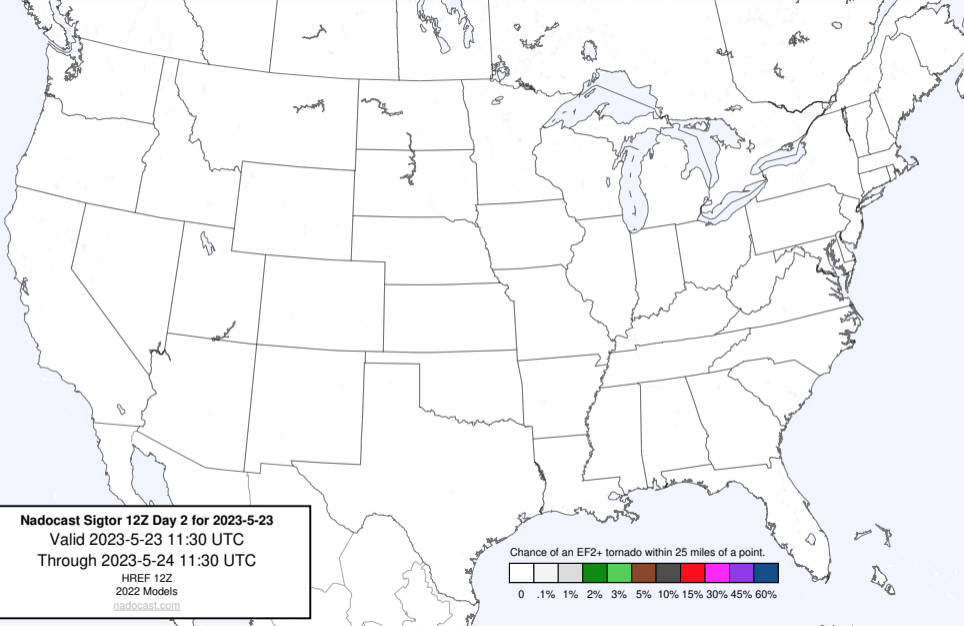 Nadocast Sigtor 12Z Day 2 for 2023-5-23
Valid 2023-5-23 11:30 UTC
Through 2023-5-24 11:30 UTC
HREF 12Z
2022 Models
nadocast.com
Chance of an EF2+ tornado within 25 miles of a point.
0 .1% 1% 2% 3% 5% 10% 15% 30% 45% 60%